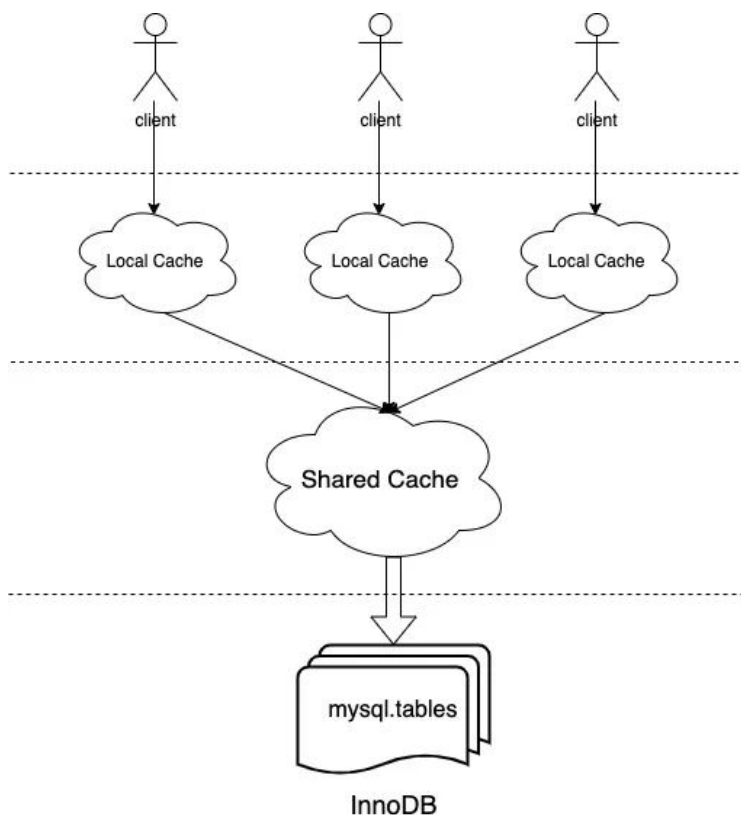 client
client
client
Local Cache
Local Cache
Local Cache
Shared Cache
mysql.tables
InnoDB